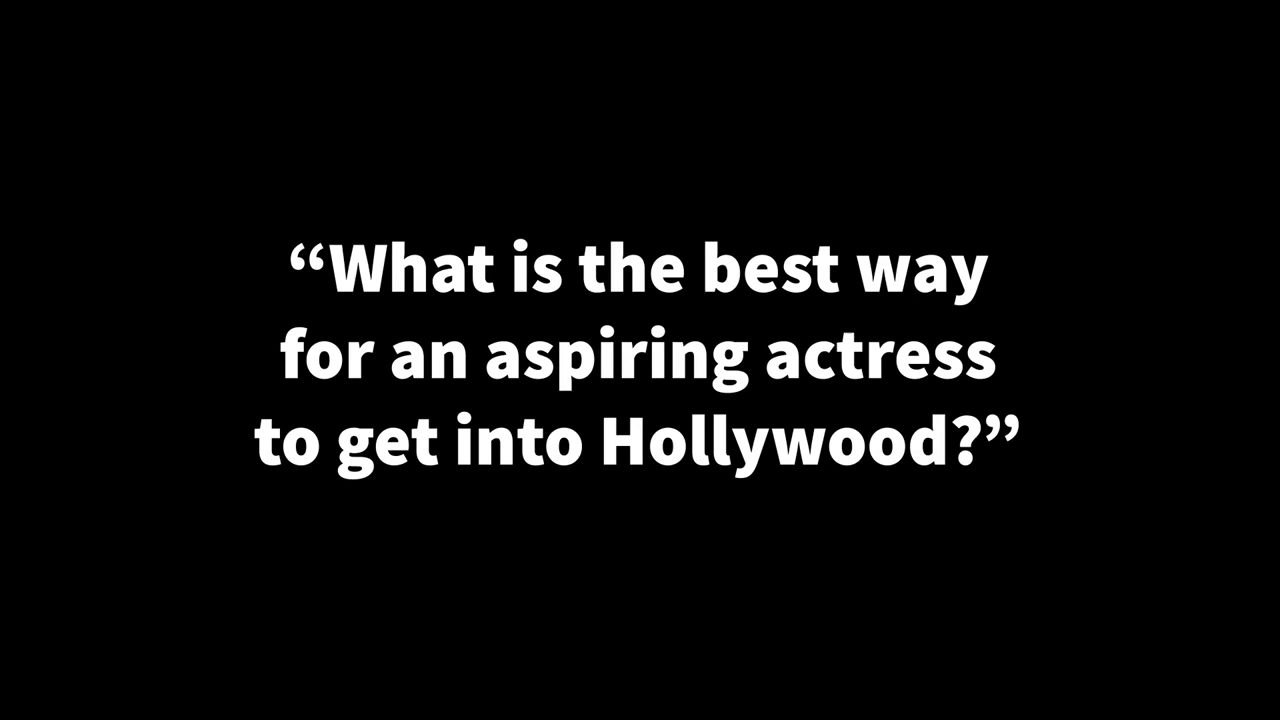 “What is the best way
for an aspiring actress
to get into Hollywood?”